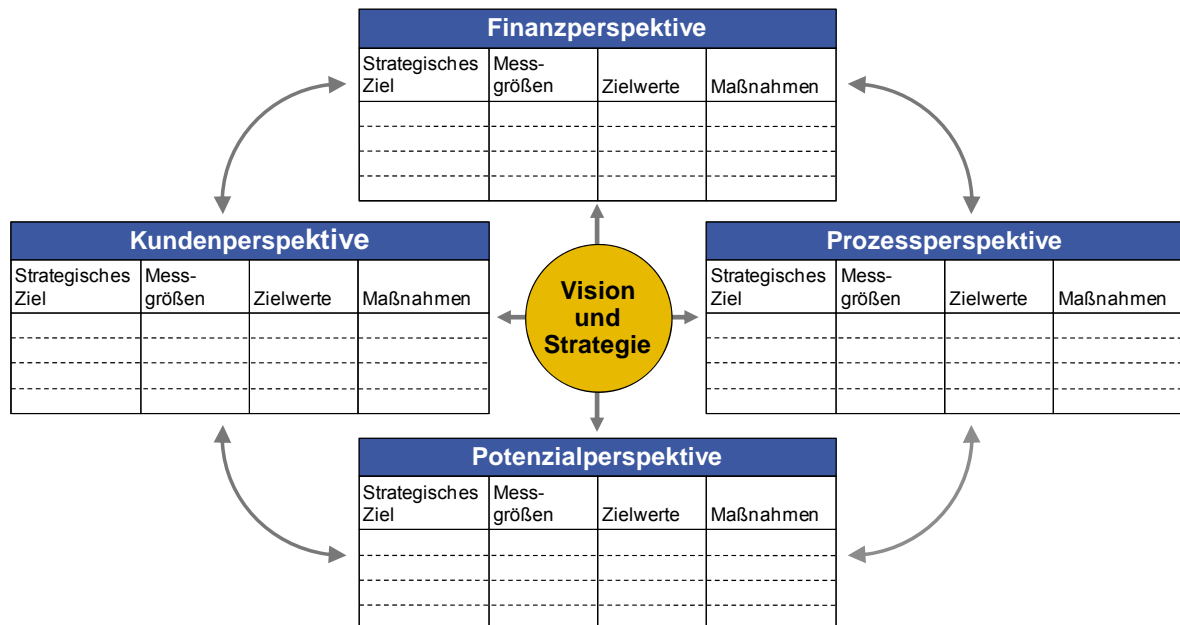 Finanzperspektive
Strategisches Ziel
Mess-
größen
Zielwerte
Maßnahmen
Kundenperspektive
Strategisches
Ziel
Mess-
größen
Zielwerte
Maßnahmen
Vision
und
Strategie
Prozessperspektive
Strategisches
Ziel
Mess-
größen
Zielwerte
Maßnahmen
Potenzialperspektive
Strategisches
Ziel
Mess-
größen
Zielwerte
Maßnahmen